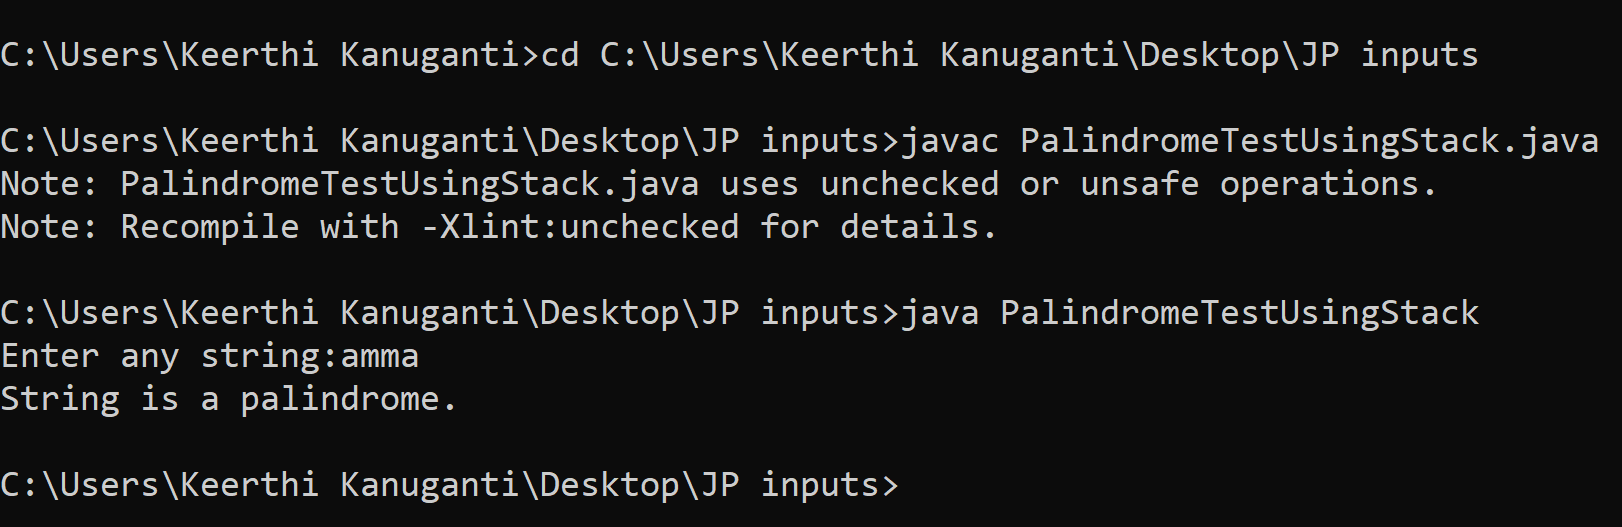 C:\Users\Keerthi Kanuganti>cd C:\Users\Keerthi Kanuganti\Desktop\JP inputs
C:\Users\Keerthi Kanuganti\Desktop\JP inputs>javac PalindromeTestUsingStack.java
Note: PalindromeTestUsingStack.java uses unchecked or unsafe operations.
Note: Recompile with -Xlint:unchecked for details.
C:\Users\Keerthi Kanuganti\Desktop\JP inputs>java PalindromeTestUsingStack
Enter any string:amma
String is a palindrome.
C:\Users\Keerthi Kanuganti\Desktop\JP inputs>